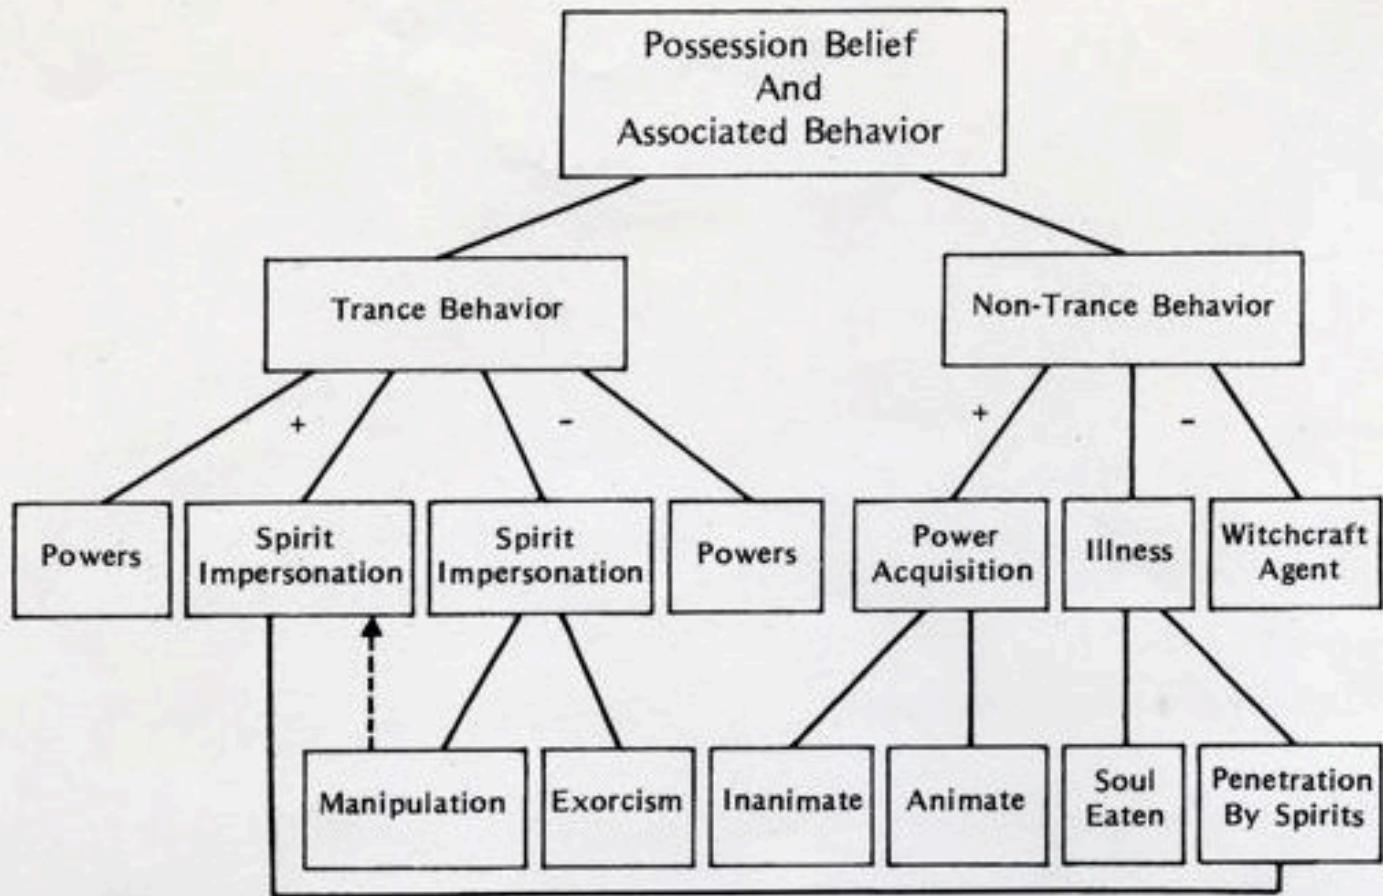 Possession Belief
And
Associated Behavior
Trance Behavior
Non-Trance Behavior
+
-
+
-
Powers
Spirit
Impersonation
Spirit
Impersonation
Powers
Power
Acquisition
Illness
Witchcraft
Agent
Manipulation
Exorcism
Inanimate
Animate
Soul
Eaten
Penetration
By Spirits